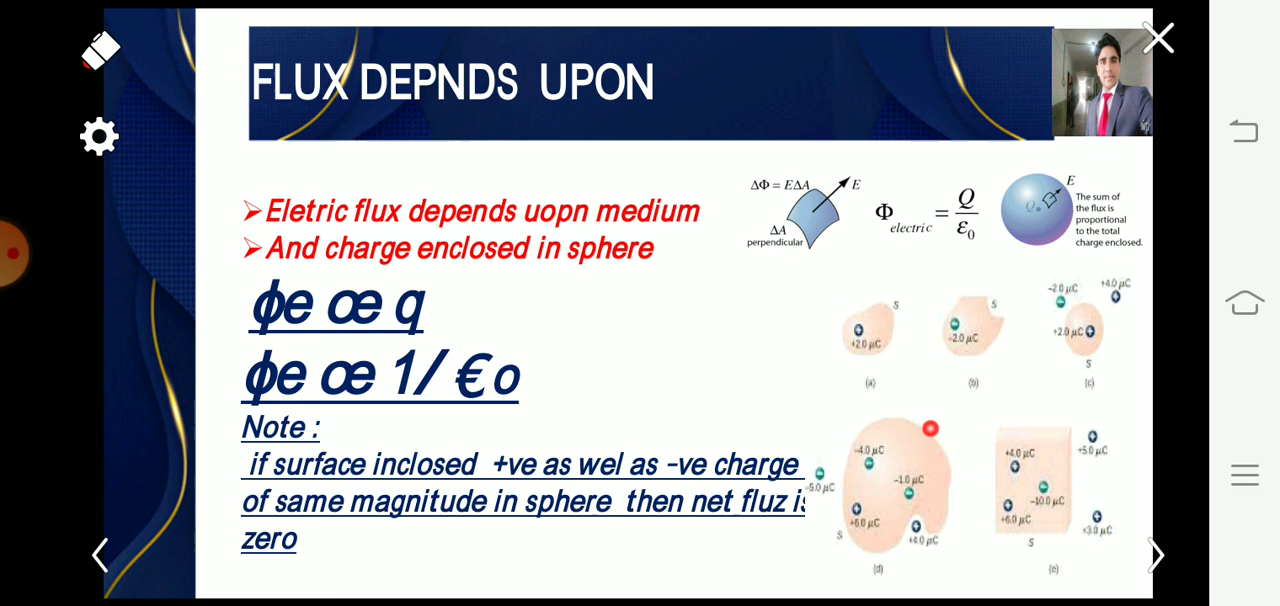 FLUX DEPNDS UPON
➢Eletric flux depends uopn medium
➢And charge enclosed in sphere
ϕe œ q
ϕe œ 1/ €o
Note :
if surface inclosed +ve as wel as -ve charge
of same magnitude in sphere then net fluz is
zero
ΔΦ = EΔA
E
ΔA
perpendicular
Φelectric = Q/ε0
E
Q
The sum of
the flux is
proportional
to the total
charge enclosed.
S
+2.0 μC
(a)
S
-2.0 μC
(b)
-2.0 μC
+4.0 μC
+2.0 μC
S
(c)
-4.0 μC
-5.0 μC
-1.0 μC
+6.0 μC
+4.0 μC
S
(d)
+4.0 μC
+5.0 μC
-10.0 μC
+6.0 μC
+3.0 μC
S
(e)